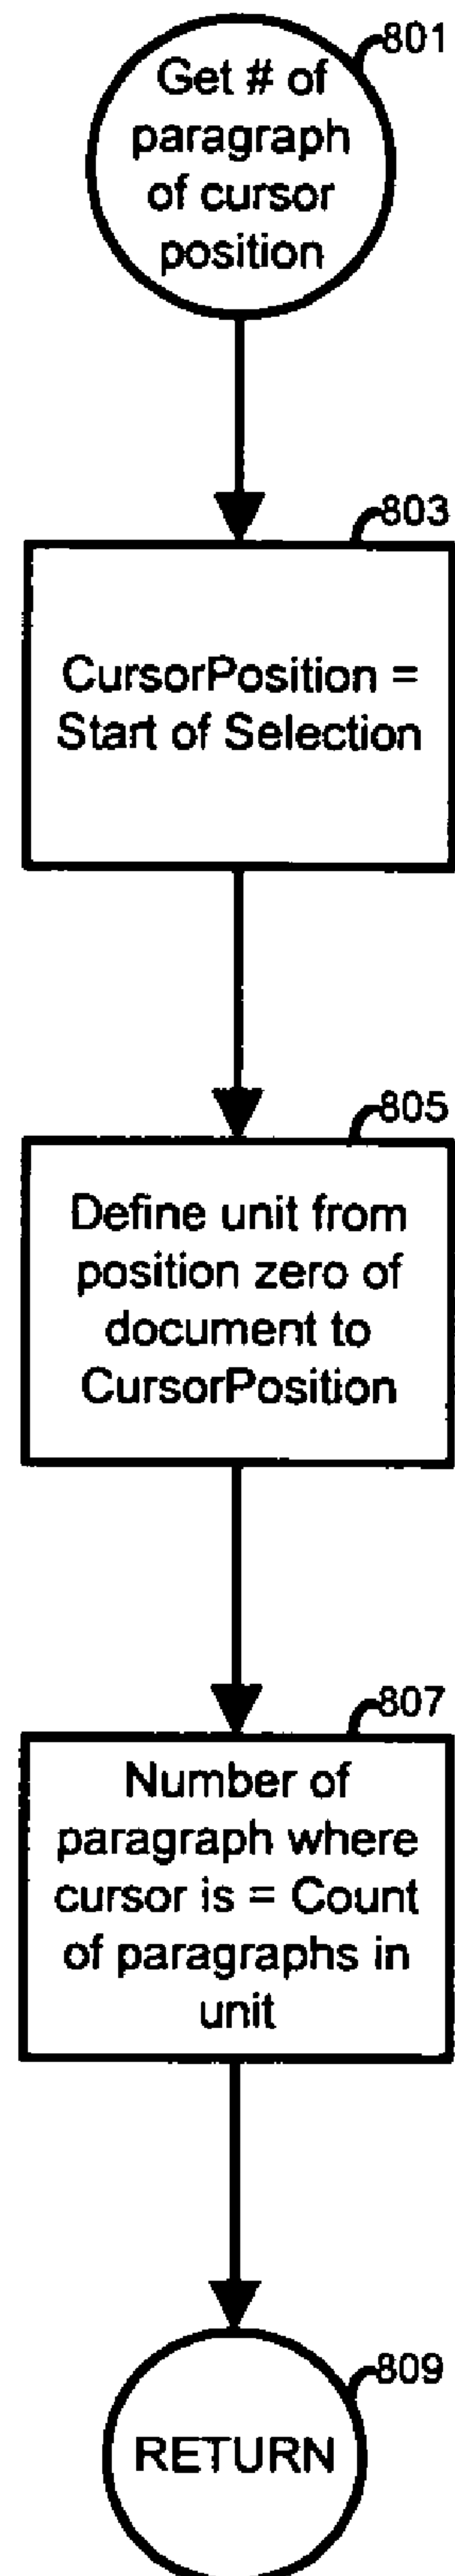 801
Get # of
paragraph
of cursor
position
803
CursorPosition =
Start of Selection
805
Define unit from
position zero of
document to
CursorPosition
807
Number of
paragraph where
cursor is = Count
of paragraphs in
unit
809
RETURN